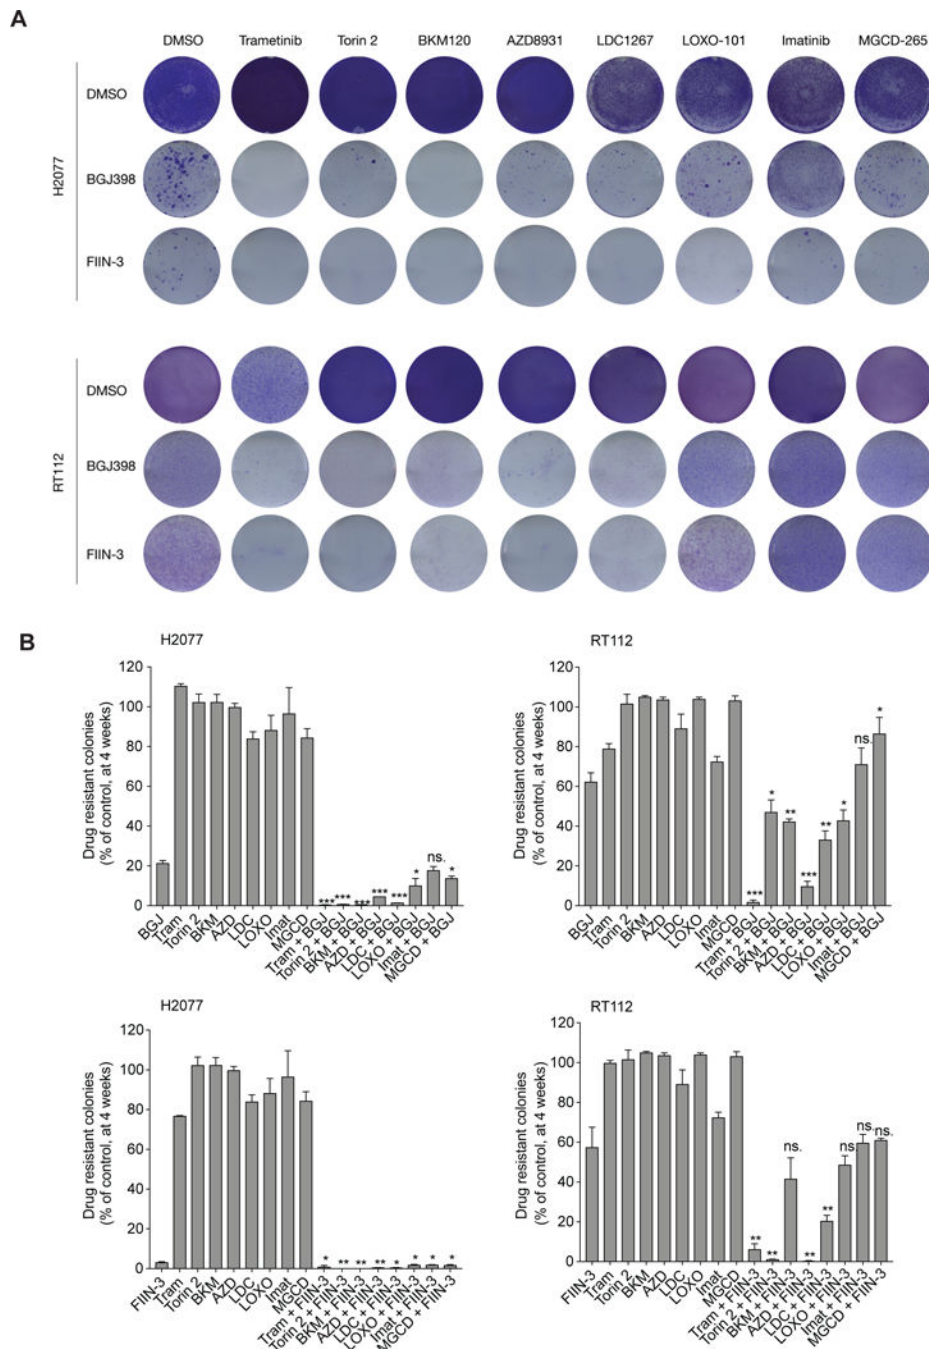 A
DMSO Trametinib Torin 2 BKM120 AZD8931 LDC1267 LOXO-101 Imatinib MGCD-265
H2077
DMSO
BGJ398
FIIN-3
RT112
DMSO
BGJ398
FIIN-3
B
H2077
Drug resistant colonies
(% of control, at 4 weeks)
120
100
80
60
40
20
0
*** *** *** *** *** * ns. *
BGJ
Tram
Torin 2
BKM
AZD
LDC
LOXO
Imat
MGCD
Tram + BGJ
Torin 2 + BGJ
BKM + BGJ
AZD + BGJ
LDC + BGJ
LOXO + BGJ
Imat + BGJ
MGCD + BGJ
RT112
Drug resistant colonies
(% of control, at 4 weeks)
120
100
80
60
40
20
0
*** * ** *** ** * ns. *
BGJ
Tram
Torin 2
BKM
AZD
LDC
LOXO
Imat
MGCD
Tram + BGJ
Torin 2 + BGJ
BKM + BGJ
AZD + BGJ
LDC + BGJ
LOXO + BGJ
Imat + BGJ
MGCD + BGJ
H2077
Drug resistant colonies
(% of control, at 4 weeks)
120
100
80
60
40
20
0
* ** ** * * * * *
FIIN-3
Tram
Torin 2
BKM
AZD
LDC
LOXO
Imat
MGCD
Tram + FIIN-3
Torin 2 + FIIN-3
BKM + FIIN-3
AZD + FIIN-3
LDC + FIIN-3
LOXO + FIIN-3
Imat + FIIN-3
MGCD + FIIN-3
RT112
Drug resistant colonies
(% of control, at 4 weeks)
120
100
80
60
40
20
0
** ** ns. ** ** ns. ns. ns.
FIIN-3
Tram
Torin 2
BKM
AZD
LDC
LOXO
Imat
MGCD
Tram + FIIN-3
Torin 2 + FIIN-3
BKM + FIIN-3
AZD + FIIN-3
LDC + FIIN-3
LOXO + FIIN-3
Imat + FIIN-3
MGCD + FIIN-3